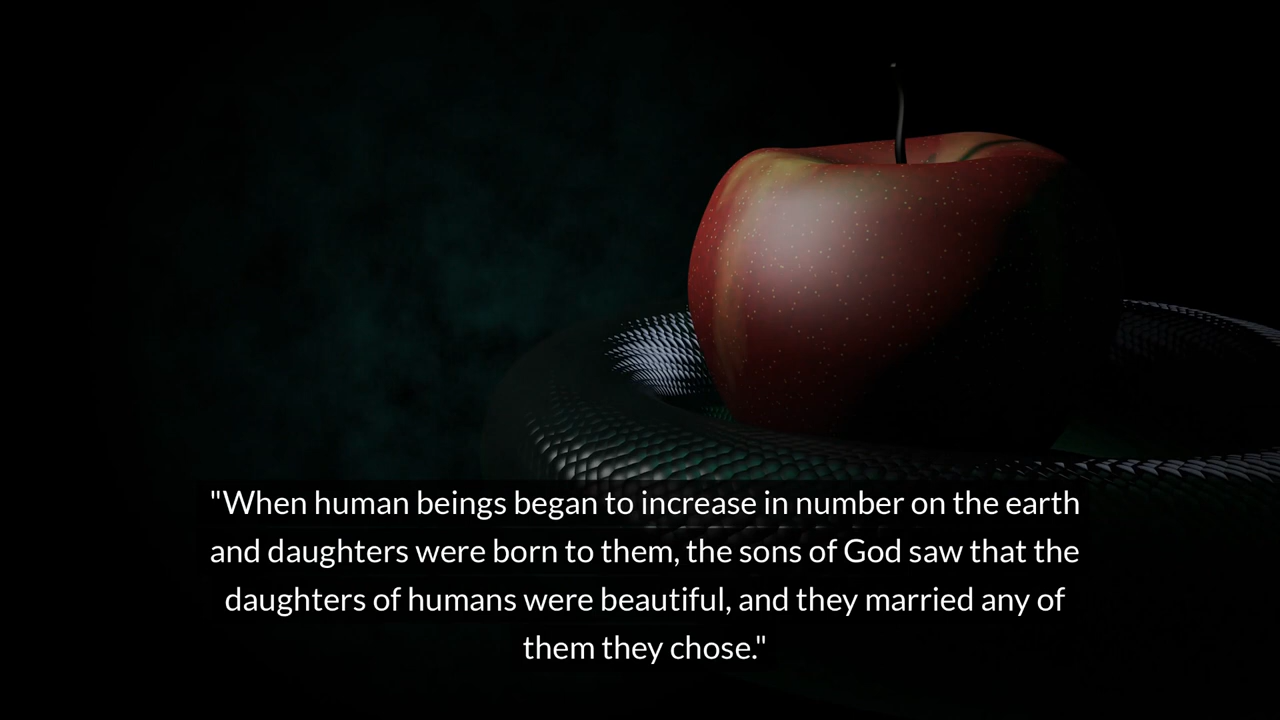 "When human beings began to increase in number on the earth
and daughters were born to them, the sons of God saw that the
daughters of humans were beautiful, and they married any of
them they chose."